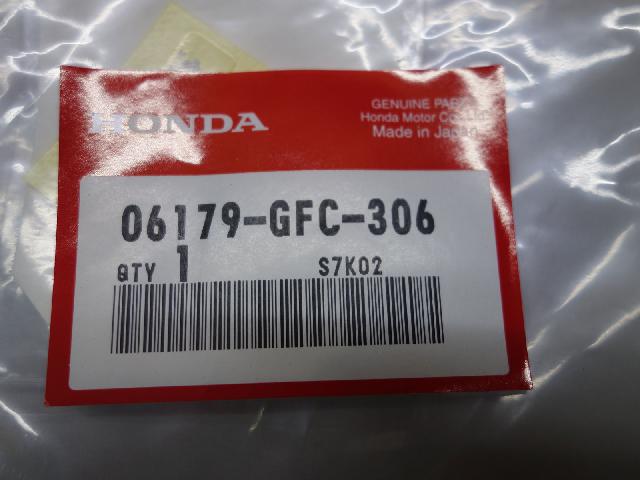 HONDA
GENUINE PARTS
Honda Motor Co., Ltd.
Made in Japan
06179-GFC-306
QTY 1 S7K02